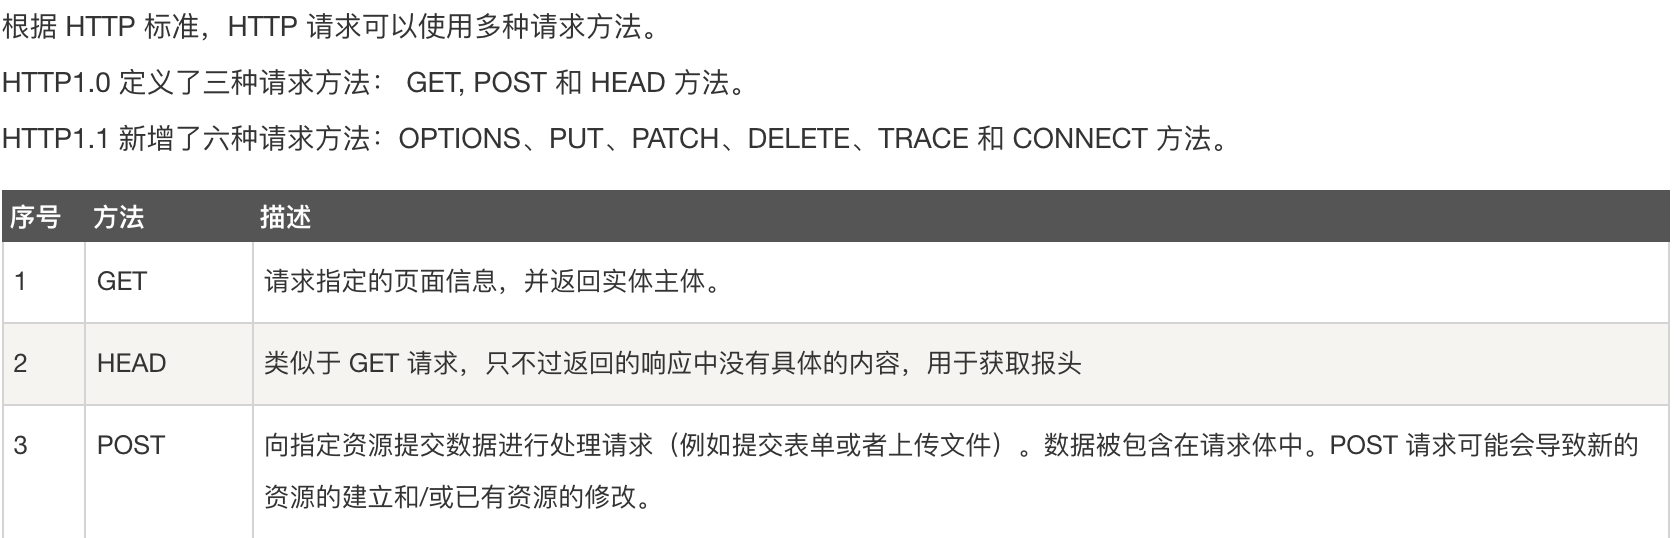 根据 HTTP 标准，HTTP 请求可以使用多种请求方法。
HTTP1.0 定义了三种请求方法： GET, POST 和 HEAD 方法。
HTTP1.1 新增了六种请求方法：OPTIONS、PUT、PATCH、DELETE、TRACE 和 CONNECT 方法。
序号 方法 描述
1 GET 请求指定的页面信息，并返回实体主体。
2 HEAD 类似于 GET 请求，只不过返回的响应中没有具体的内容，用于获取报头
3 POST 向指定资源提交数据进行处理请求（例如提交表单或者上传文件）。数据被包含在请求体中。POST 请求可能会导致新的
资源的建立和/或已有资源的修改。